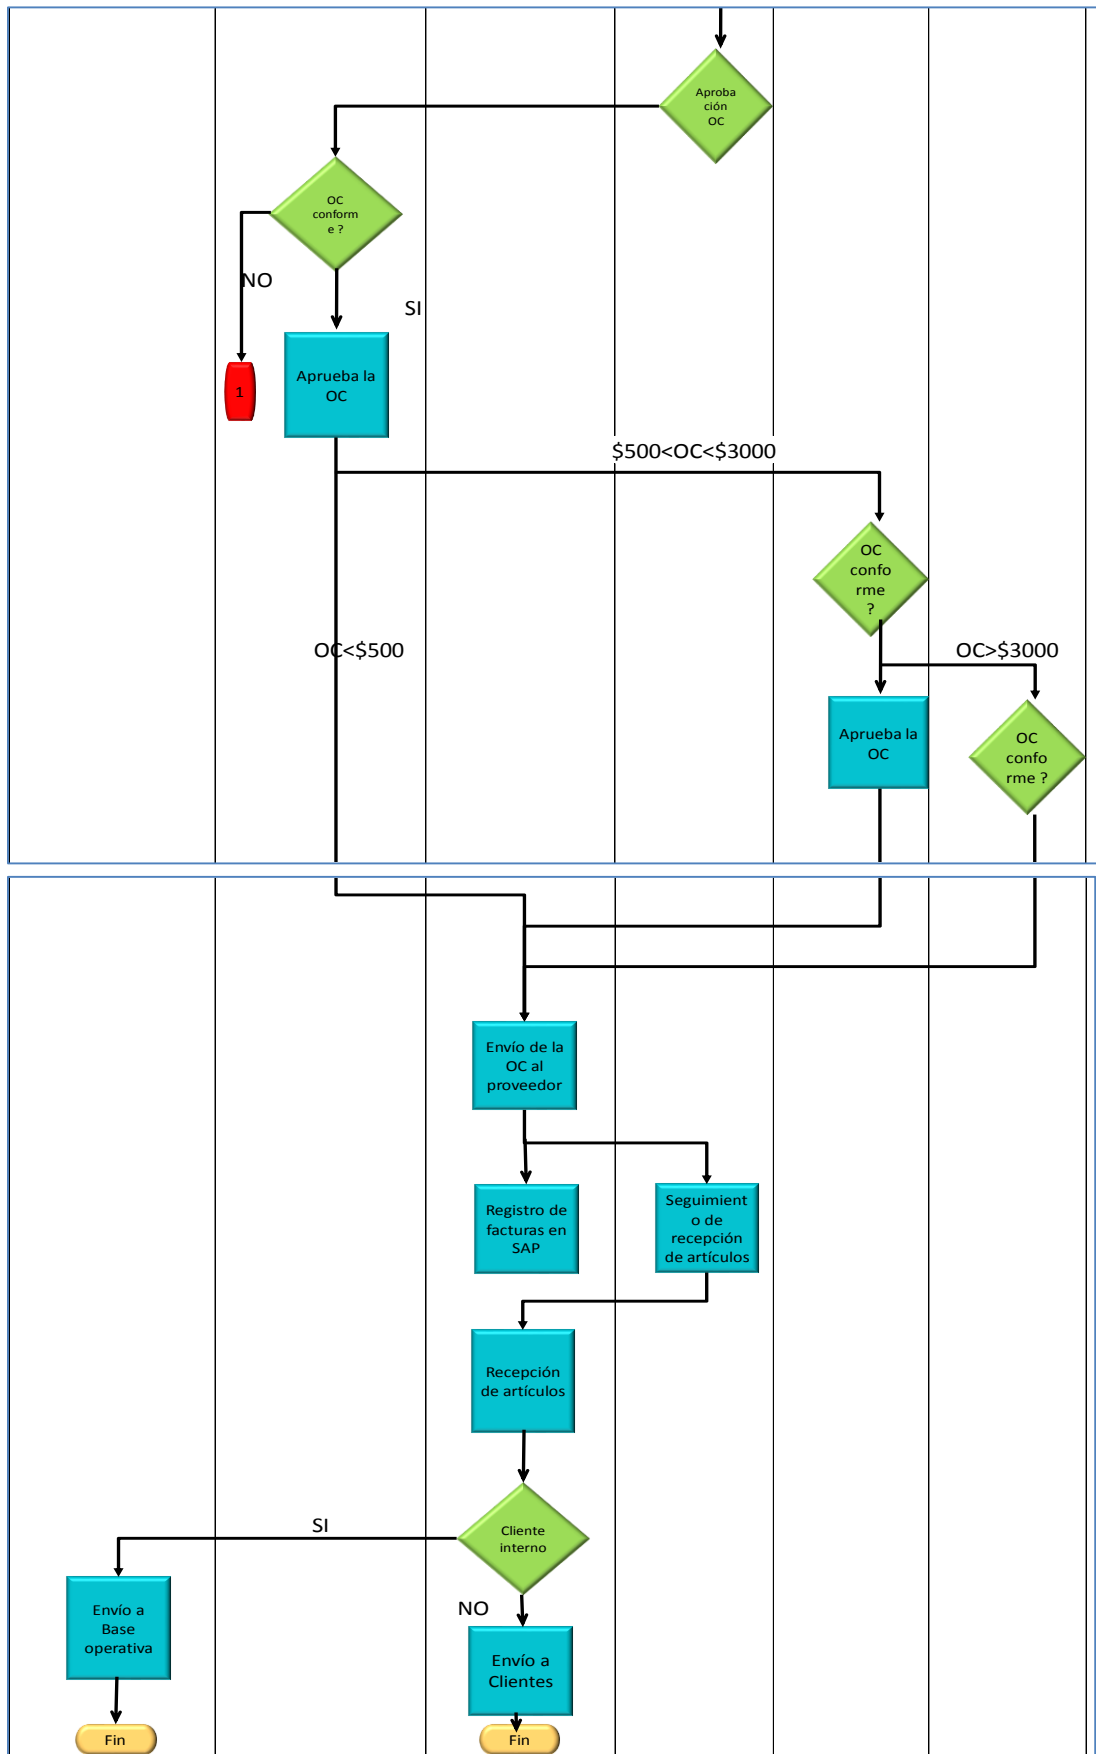 Aproba
ción
OC
OC
conform
e ?
NO
SI
1
Aprueba la
OC
$500<OC<$3000
OC
confo
rme
?
OC<$500
OC>$3000
Aprueba la
OC
OC
confo
rme ?
Envío de la
OC al
proveedor
Registro de
facturas en
SAP
Seguimient
o de
recepción
de artículos
Recepción
de artículos
Cliente
interno
SI
NO
Envío a
Base
operativa
Envío a
Clientes
Fin
Fin